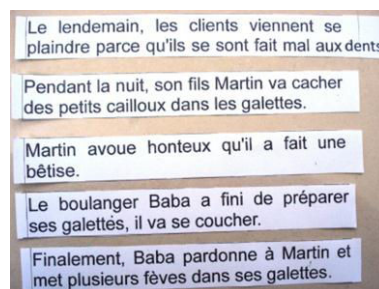 Le lendemain, les clients viennent se
plaindre parce qu'ils se sont fait mal aux dents
Pendant la nuit, son fils Martin va cacher
des petits cailloux dans les galettes.
Martin avoue honteux qu'il a fait une
bêtise.
Le boulanger Baba a fini de préparer
ses galettes, il va se coucher.
Finalement, Baba pardonne à Martin et
met plusieurs fèves dans ses galettes.